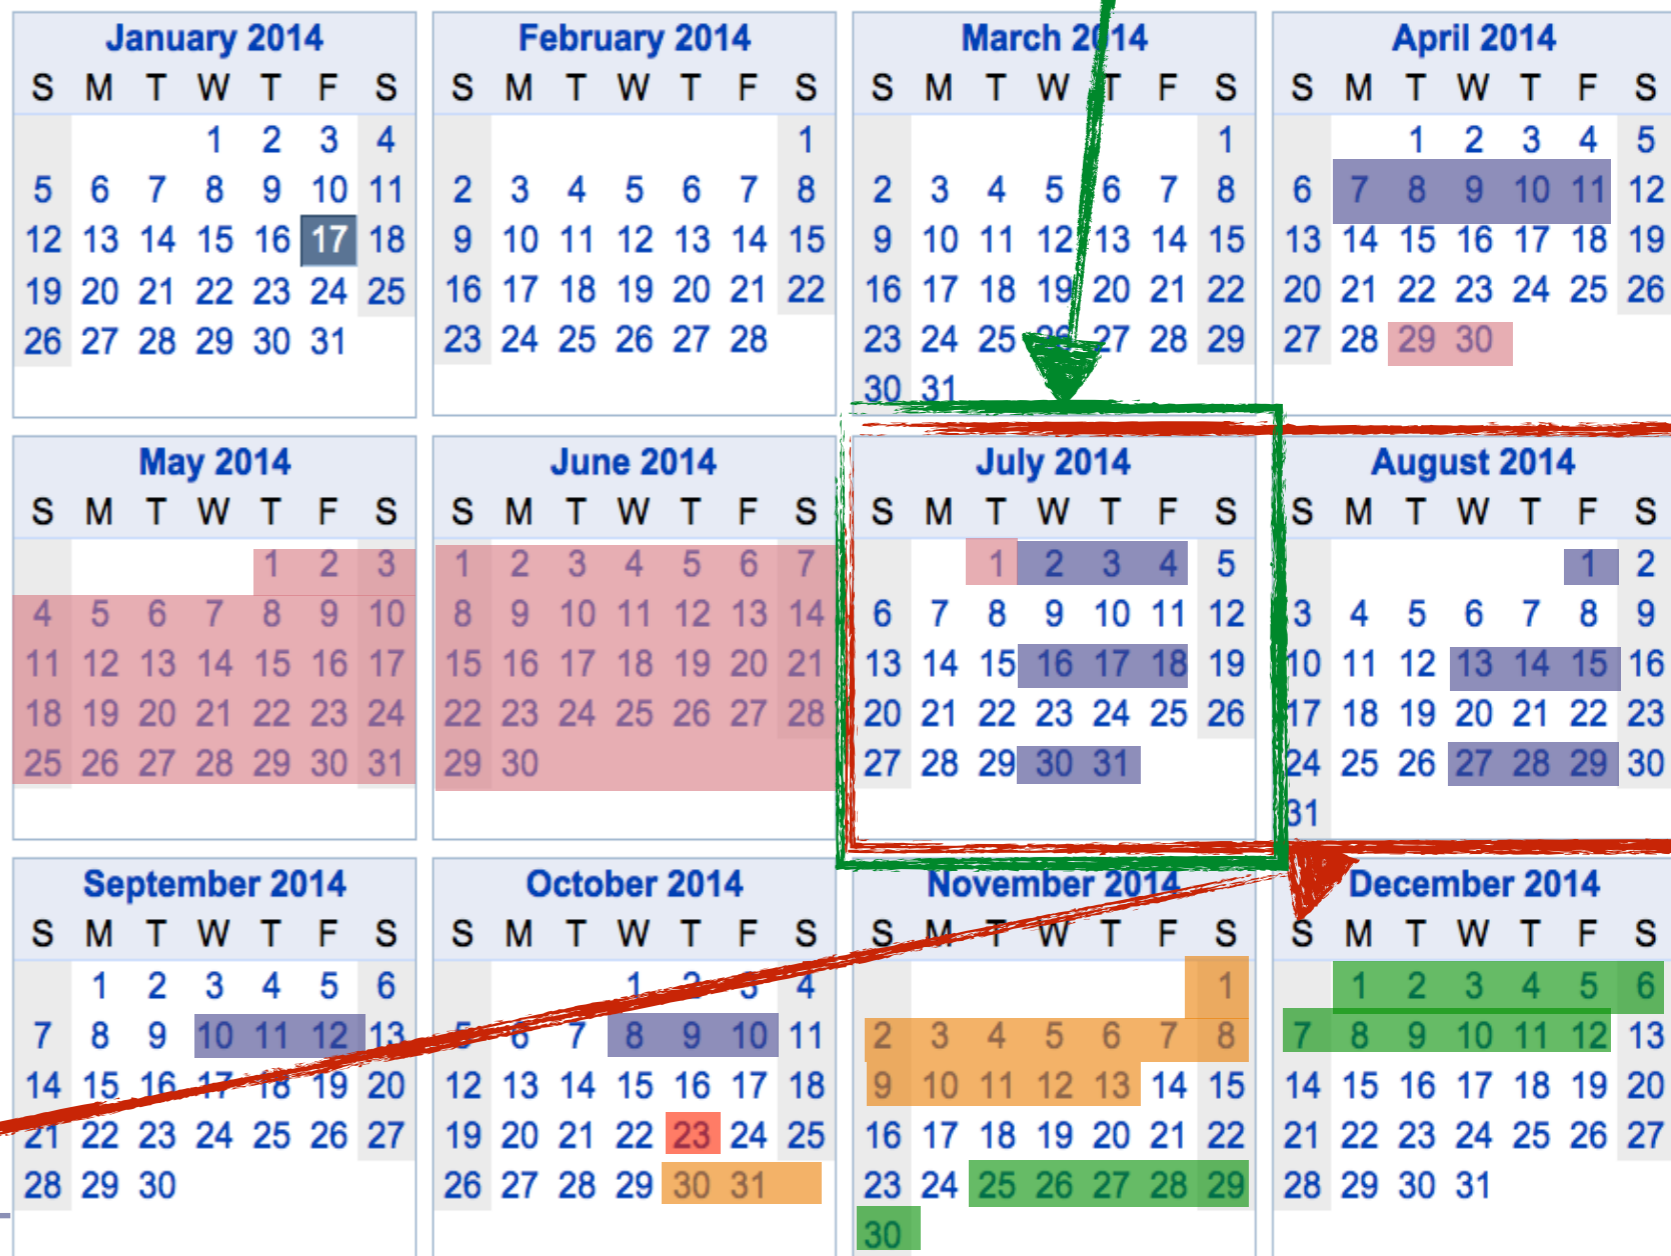 January 2014
S M T W T F S
1 2 3 4
5 6 7 8 9 10 11
12 13 14 15 16 17 18
19 20 21 22 23 24 25
26 27 28 29 30 31
February 2014
S M T W T F S
1
2 3 4 5 6 7 8
9 10 11 12 13 14 15
16 17 18 19 20 21 22
23 24 25 26 27 28
March 2014
S M T W T F S
1
2 3 4 5 6 7 8
9 10 11 12 13 14 15
16 17 18 19 20 21 22
23 24 25 26 27 28 29
30 31
April 2014
S M T W T F S
1 2 3 4 5
6 7 8 9 10 11 12
13 14 15 16 17 18 19
20 21 22 23 24 25 26
27 28 29 30
May 2014
S M T W T F S
1 2 3
4 5 6 7 8 9 10
11 12 13 14 15 16 17
18 19 20 21 22 23 24
25 26 27 28 29 30 31
June 2014
S M T W T F S
1 2 3 4 5 6 7
8 9 10 11 12 13 14
15 16 17 18 19 20 21
22 23 24 25 26 27 28
29 30
July 2014
S M T W T F S
1 2 3 4 5
6 7 8 9 10 11 12
13 14 15 16 17 18 19
20 21 22 23 24 25 26
27 28 29 30 31
August 2014
S M T W T F S
1 2
3 4 5 6 7 8 9
10 11 12 13 14 15 16
17 18 19 20 21 22 23
24 25 26 27 28 29 30
31
September 2014
S M T W T F S
1 2 3 4 5 6
7 8 9 10 11 12 13
14 15 16 17 18 19 20
21 22 23 24 25 26 27
28 29 30
October 2014
S M T W T F S
1 2 3 4
5 6 7 8 9 10 11
12 13 14 15 16 17 18
19 20 21 22 23 24 25
26 27 28 29 30 31
November 2014
S M T W T F S
1
2 3 4 5 6 7 8
9 10 11 12 13 14 15
16 17 18 19 20 21 22
23 24 25 26 27 28 29
30
December 2014
S M T W T F S
1 2 3 4 5 6
7 8 9 10 11 12 13
14 15 16 17 18 19 20
21 22 23 24 25 26 27
28 29 30 31